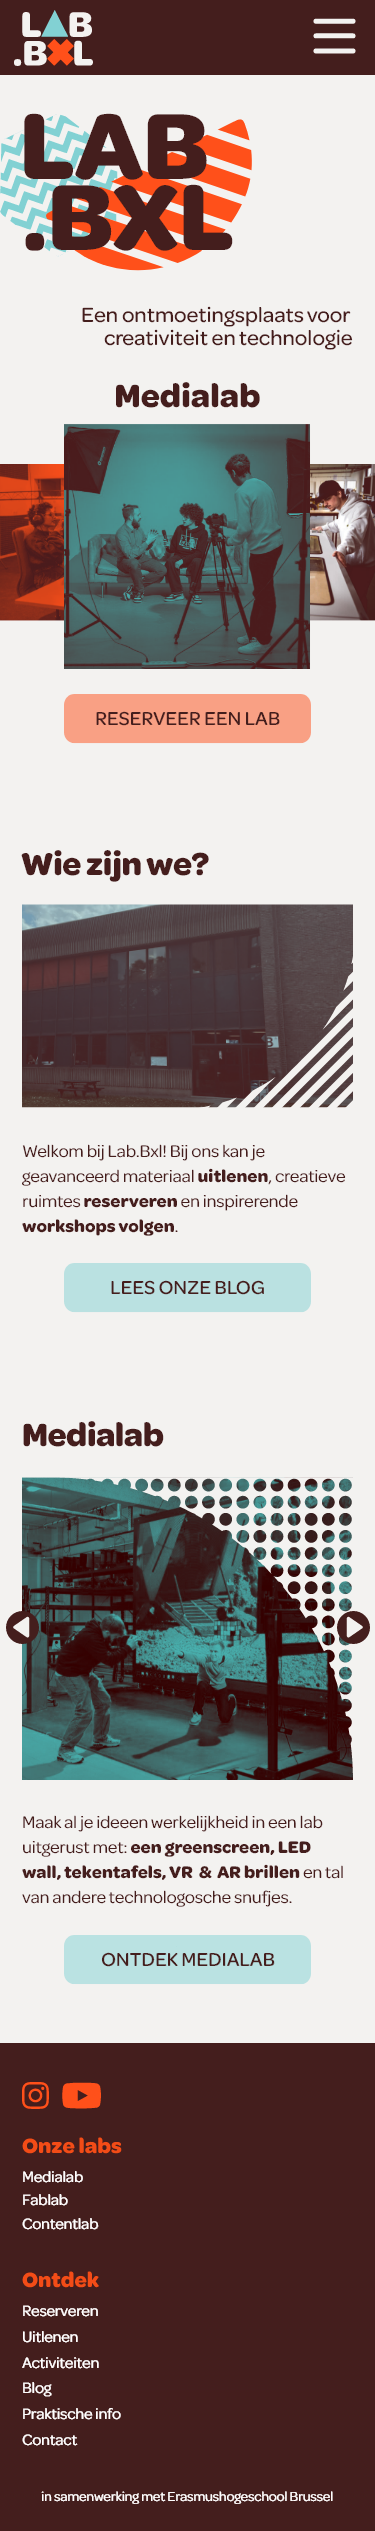 LAB
.BXL
LAB
.BXL
Een ontmoetingsplaats voor
creativiteit en technologie
Medialab
RESERVEER EEN LAB
Wie zijn we?
B
Welkom bij Lab.Bxl! Bij ons kan je
geavanceerd materiaal uitlenen, creatieve
ruimtes reserveren en inspirerende
workshops volgen.
LEES ONZE BLOG
Medialab
Maak al je ideeen werkelijkheid in een lab
uitgerust met: een greenscreen, LED
wall, tekentafels, VR & AR brillen en tal
van andere technologosche snufjes.
ONTDEK MEDIALAB
Onze labs
Medialab
Fablab
Contentlab
Ontdek
Reserveren
Uitlenen
Activiteiten
Blog
Praktische info
Contact
in samenwerking met Erasmushogeschool Brussel